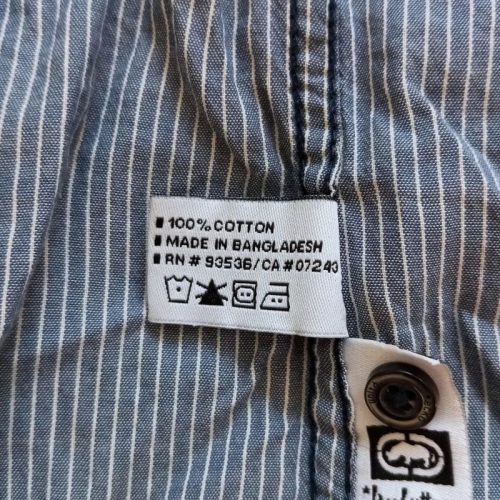 100% COTTON
MADE IN BANGLADESH
RN # 93536/CA # 07243